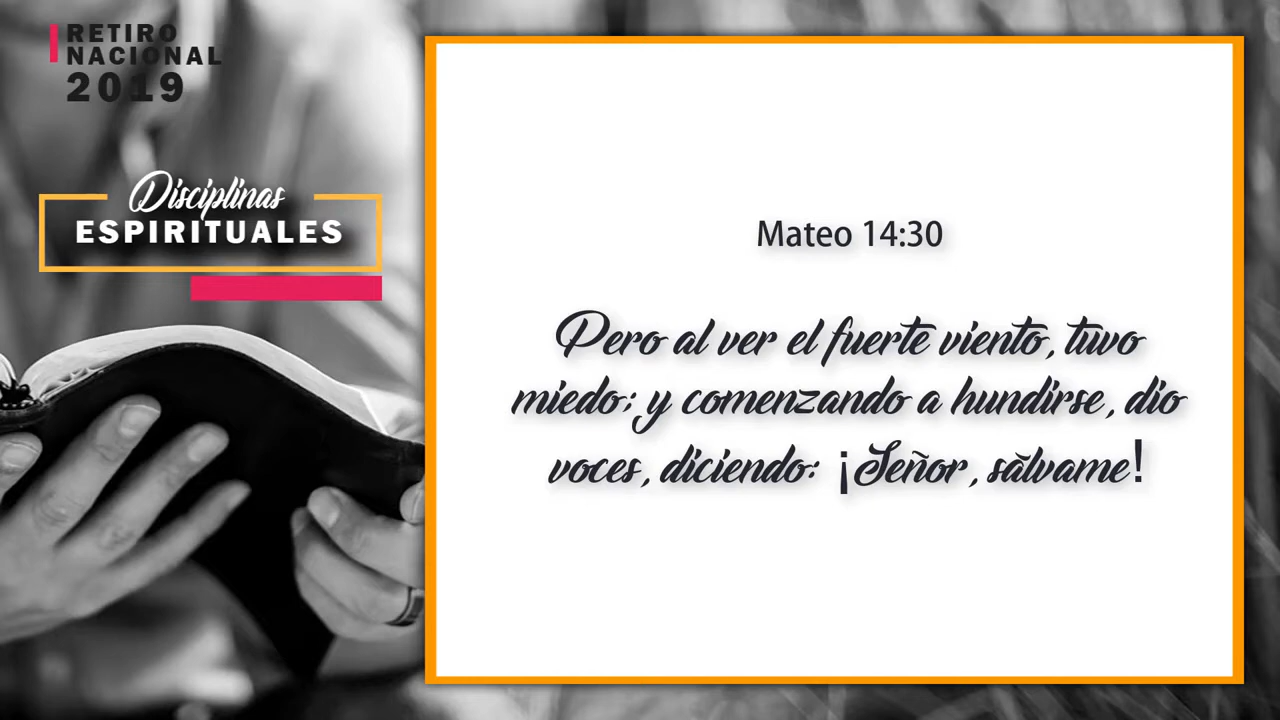 RETIRO
NACIONAL
2019
Disciplinas
ESPIRITUALES
Mateo 14:30
Pero al ver el fuerte viento, tuvo
miedo; y comenzando a hundirse, dio
voces, diciendo: ¡Señor, sálvame!